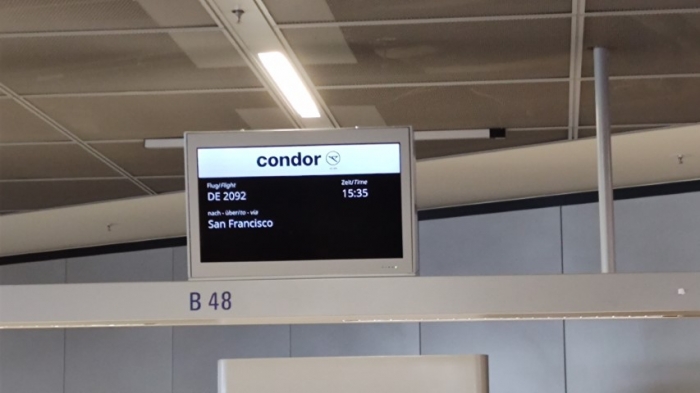 condor
Flug/Flight Zeit/Time
DE 2092 15:35
nach - über/to - via
San Francisco
B 48